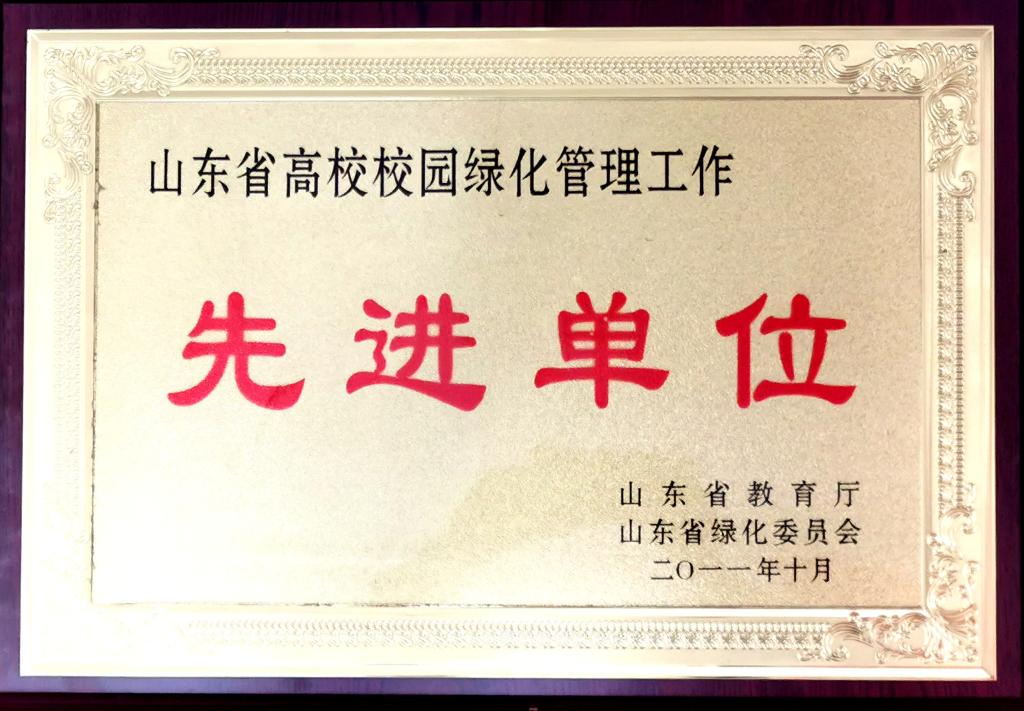 山东省高校校园绿化管理工作
先进单位
山东省教育厅
山东省绿化委员会
二〇一一年十月